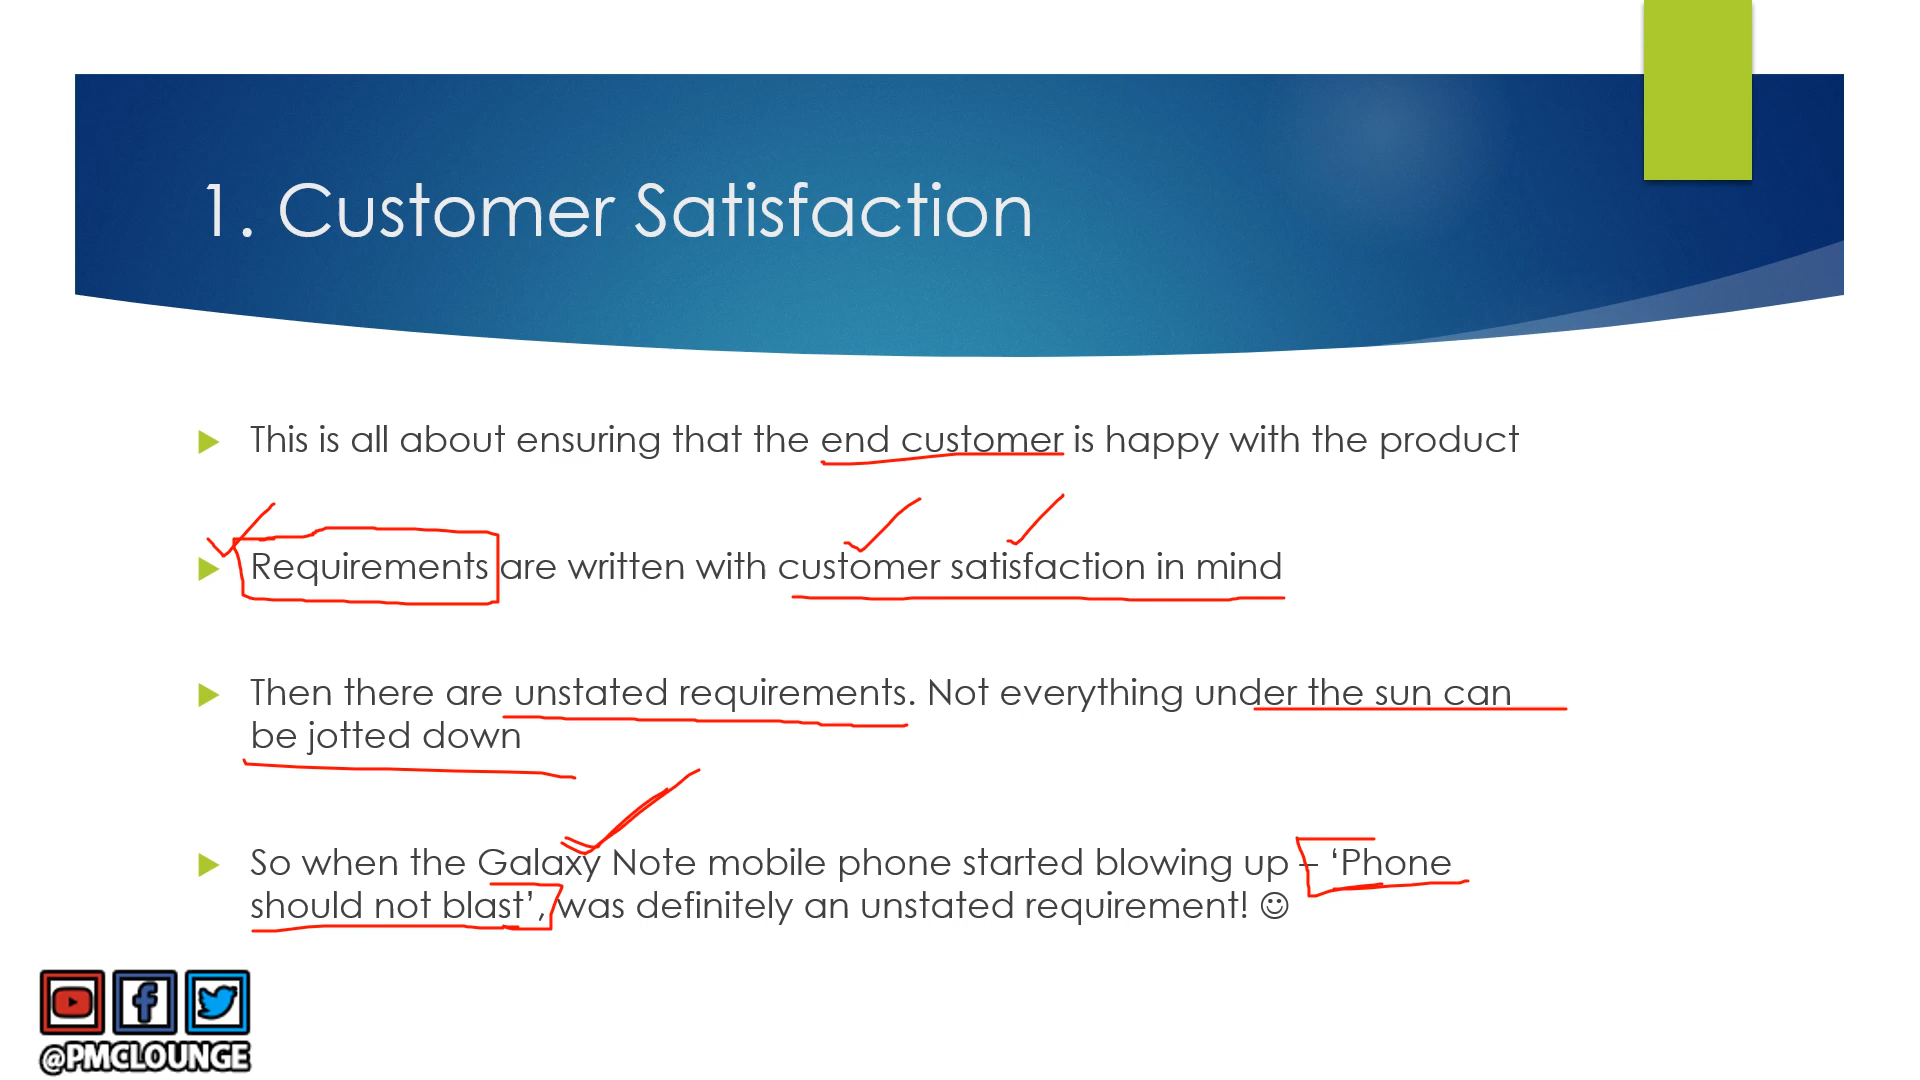 1. Customer Satisfaction
This is all about ensuring that the end customer is happy with the product
Requirements are written with customer satisfaction in mind
Then there are unstated requirements. Not everything under the sun can
be jotted down
So when the Galaxy Note mobile phone started blowing up – ‘Phone
should not blast’, was definitely an unstated requirement! ☺
@PMCLOUNGE